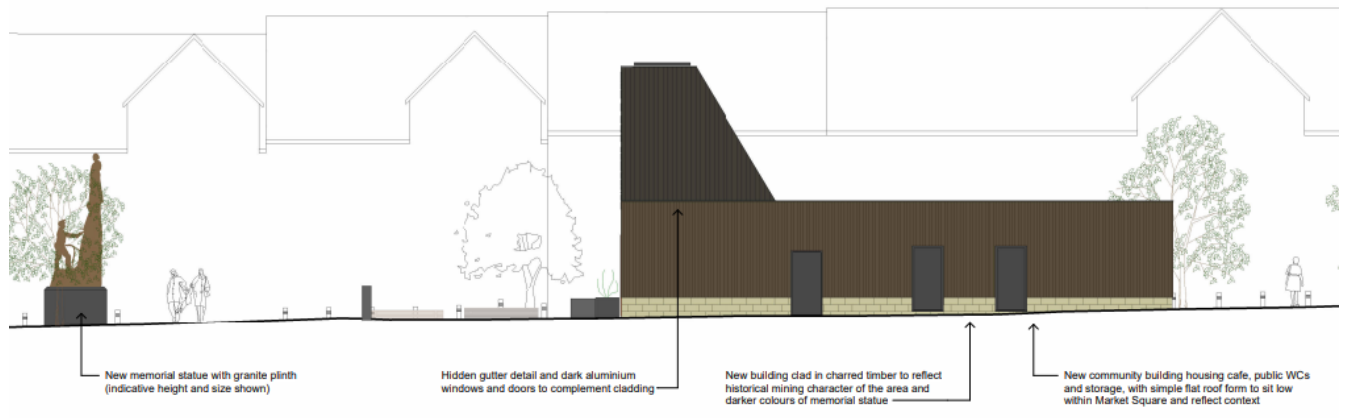 New memorial statue with granite plinth
(indicative height and size shown)
Hidden gutter detail and dark aluminium
windows and doors to complement cladding
New building clad in charred timber to reflect
historical mining character of the area and
darker colours of memorial statue
New community building housing cafe, public WCs
and storage, with simple flat roof form to sit low
within Market Square and reflect context